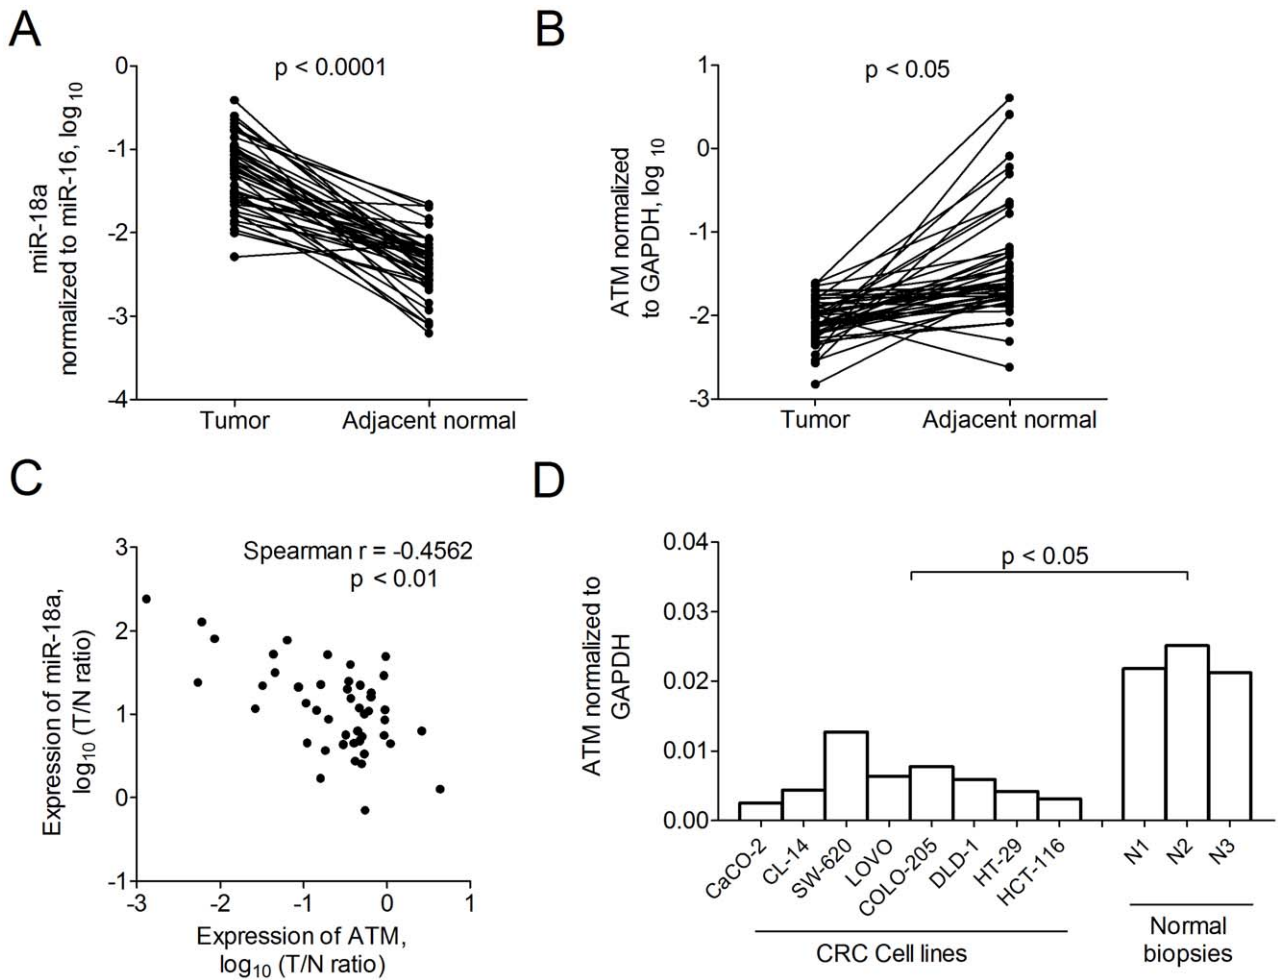 A
p < 0.0001
miR-18a
normalized to miR-16, log 10
0
-1
-2
-3
-4
Tumor
Adjacent normal
B
p < 0.05
ATM normalized
to GAPDH, log 10
1
0
-1
-2
-3
Tumor
Adjacent normal
C
Spearman r = -0.4562
p < 0.01
Expression of miR-18a,
log10 (T/N ratio)
3
2
1
0
-1
-3
-2
-1
0
1
Expression of ATM,
log10 (T/N ratio)
D
p < 0.05
ATM normalized to
GAPDH
0.04
0.03
0.02
0.01
0.00
CaCO-2
CL-14
SW-620
LOVO
COLO-205
DLD-1
HT-29
HCT-116
N1
N2
N3
CRC Cell lines
Normal
biopsies